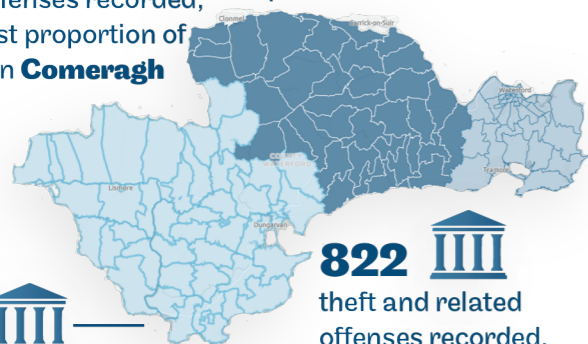 offenses recorded,
st proportion of
n Comeragh
Clonmel
Carrick-on-Suir
Waterford
Tramore
Lismore
Dungarvan
822
theft and related
offenses recorded,